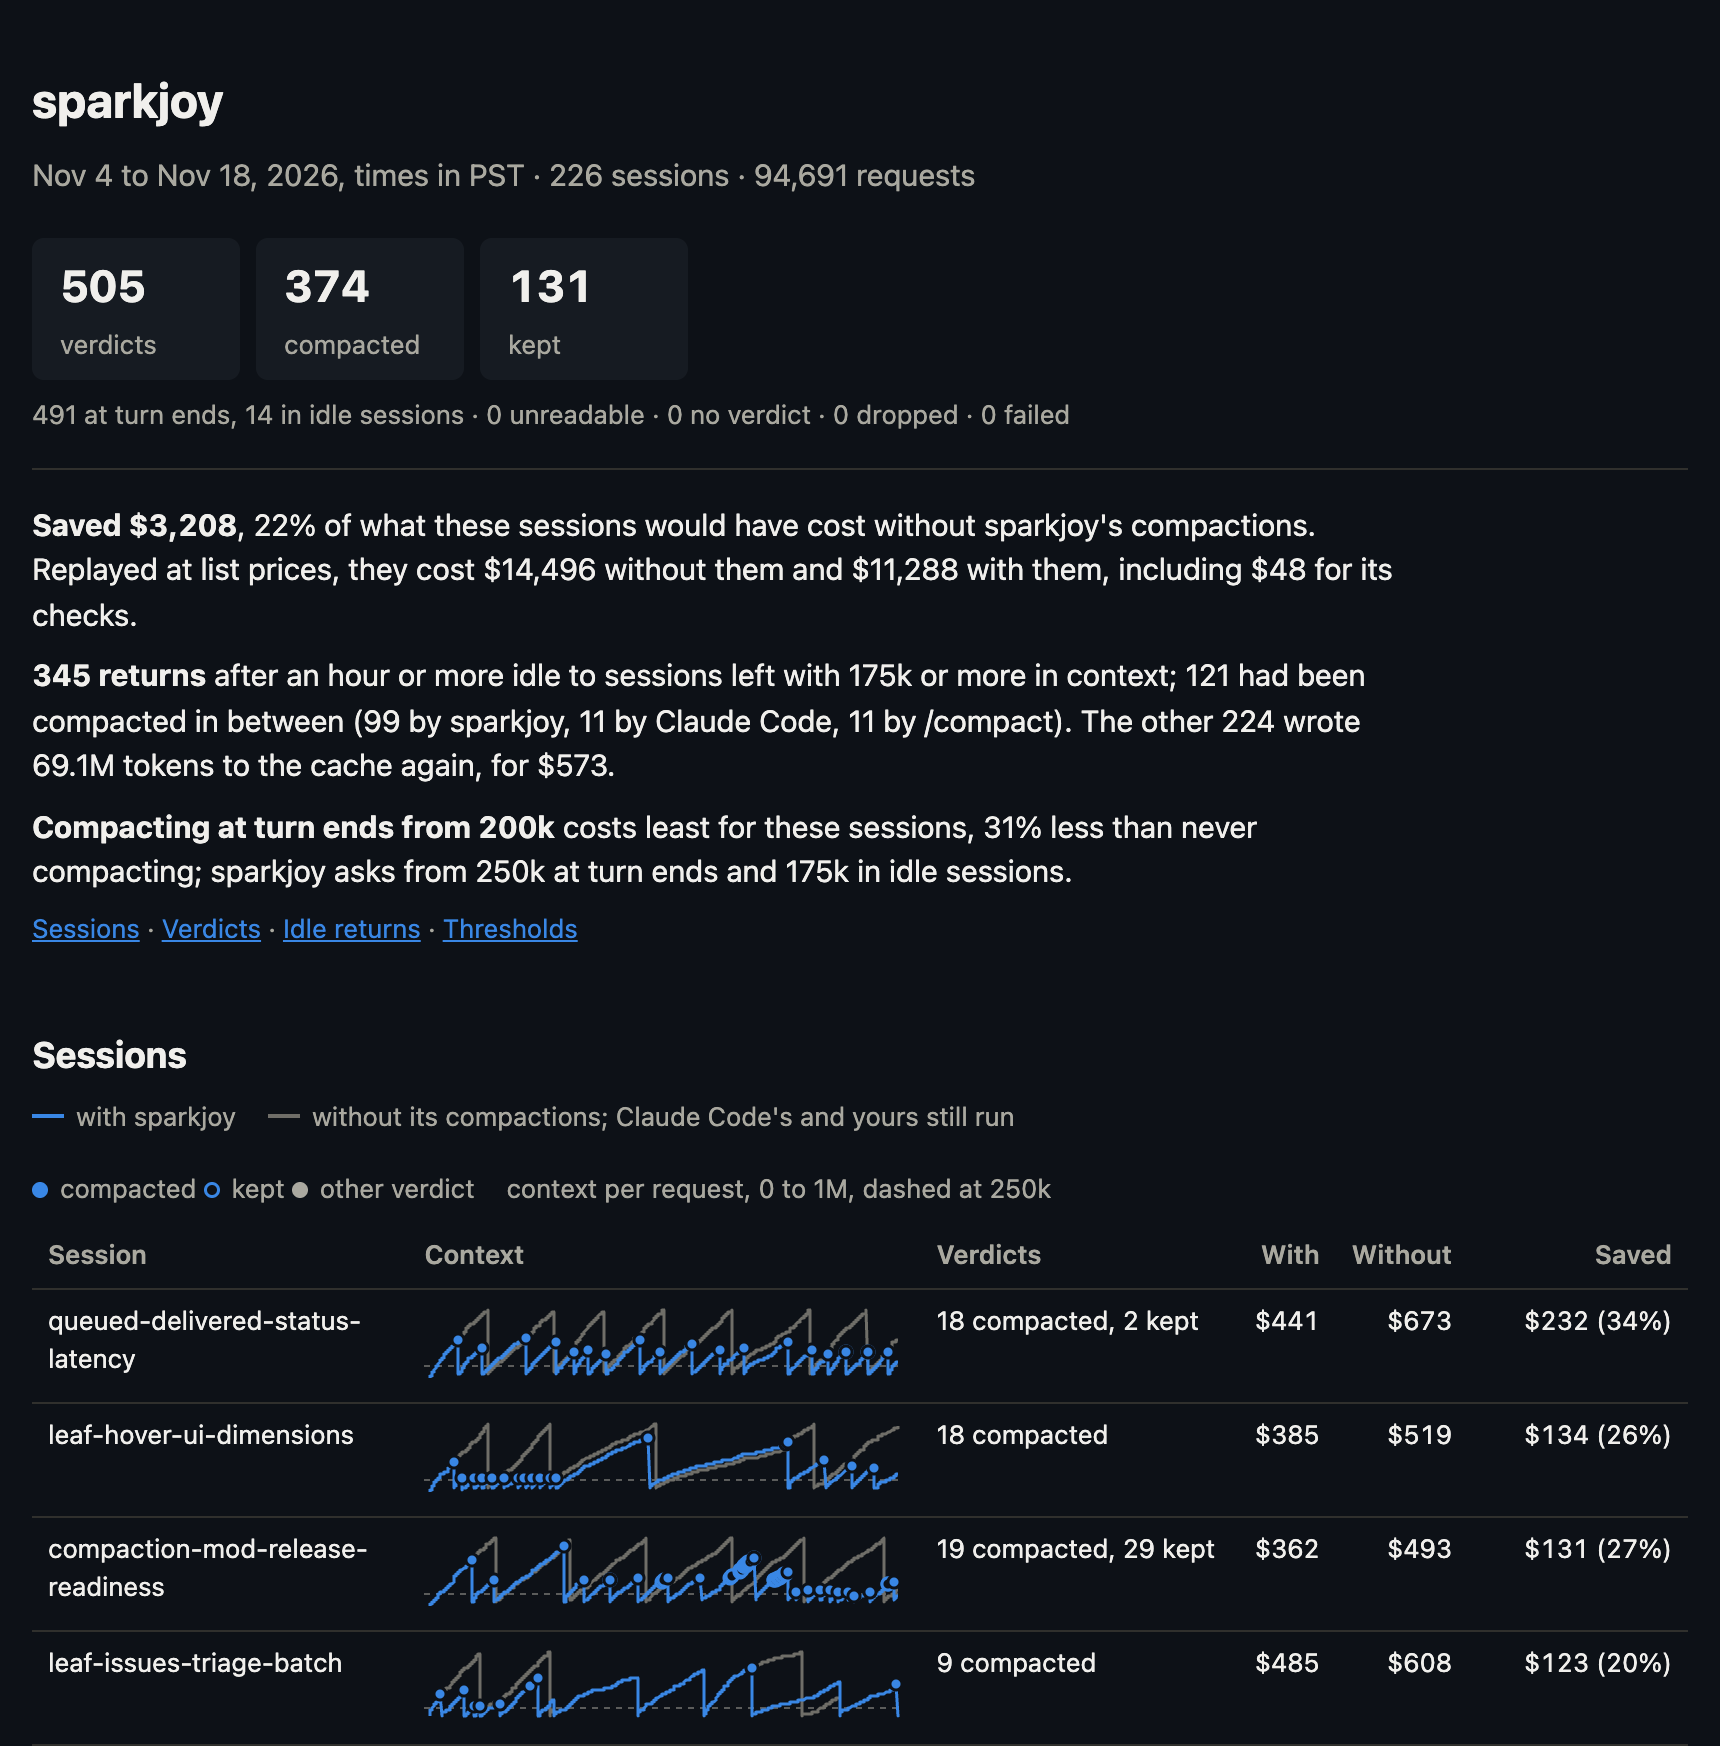 sparkjoy
Nov 4 to Nov 18, 2026, times in PST · 226 sessions · 94,691 requests
505
verdicts
374
compacted
131
kept
491 at turn ends, 14 in idle sessions · 0 unreadable · 0 no verdict · 0 dropped · 0 failed
Saved $3,208, 22% of what these sessions would have cost without sparkjoy's compactions.
Replayed at list prices, they cost $14,496 without them and $11,288 with them, including $48 for its
checks.
345 returns after an hour or more idle to sessions left with 175k or more in context; 121 had been
compacted in between (99 by sparkjoy, 11 by Claude Code, 11 by /compact). The other 224 wrote
69.1M tokens to the cache again, for $573.
Compacting at turn ends from 200k costs least for these sessions, 31% less than never
compacting; sparkjoy asks from 250k at turn ends and 175k in idle sessions.
Sessions · Verdicts · Idle returns · Thresholds
Sessions
with sparkjoy without its compactions; Claude Code's and yours still run
compacted kept other verdict context per request, 0 to 1M, dashed at 250k
Session Context Verdicts With Without Saved
queued-delivered-status- 18 compacted, 2 kept $441 $673 $232 (34%)
latency
leaf-hover-ui-dimensions 18 compacted $385 $519 $134 (26%)
compaction-mod-release- 19 compacted, 29 kept $362 $493 $131 (27%)
readiness
leaf-issues-triage-batch 9 compacted $485 $608 $123 (20%)